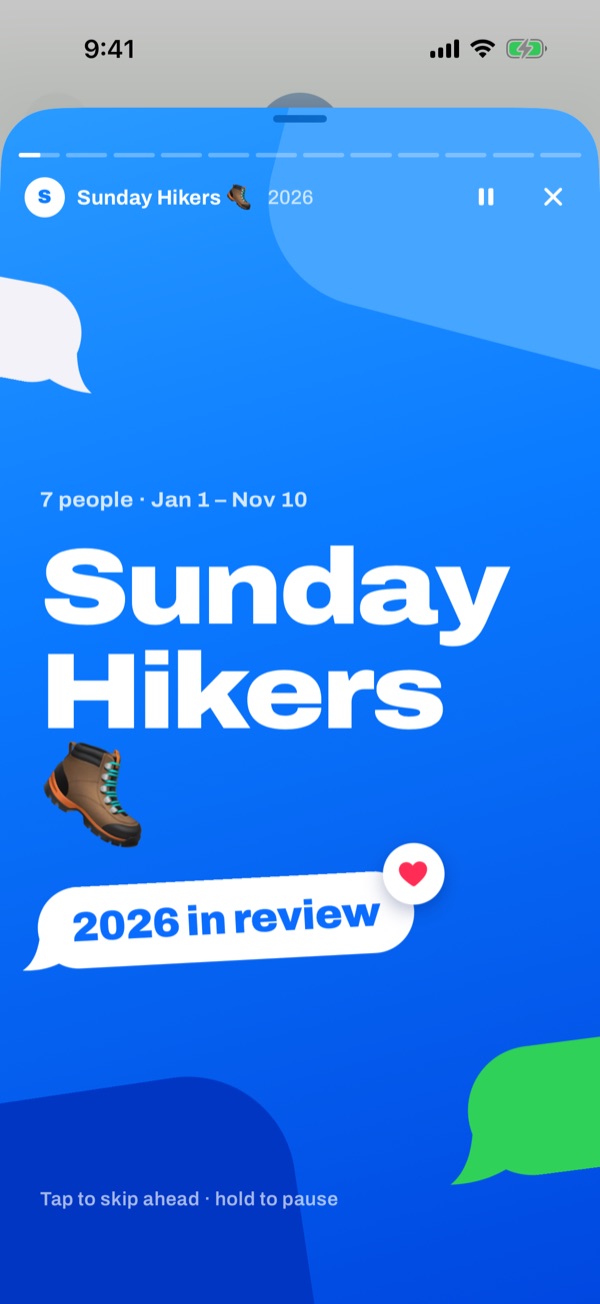 9:41
S Sunday Hikers 🥾 2026
7 people · Jan 1 – Nov 10
Sunday
Hikers
🥾
2026 in review
Tap to skip ahead · hold to pause